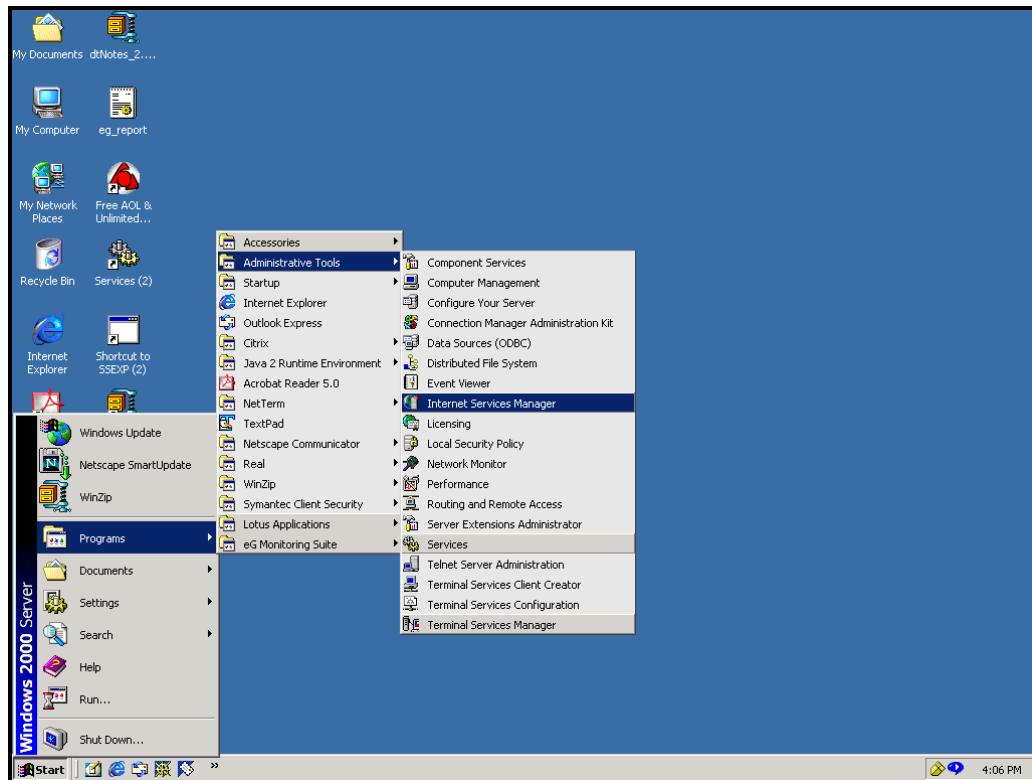 My Documents
dtNotes_2....
My Computer
eg_report
My Network
Places
Free AOL &
Unlimited...
Recycle Bin
Services (2)
Internet
Explorer
Shortcut to
SSEXP (2)
Windows Update
Netscape SmartUpdate
WinZip
Programs
Documents
Settings
Search
Help
Run...
Shut Down...
Windows 2000 Server
Accessories
Administrative Tools
Startup
Internet Explorer
Outlook Express
Citrix
Java 2 Runtime Environment
Acrobat Reader 5.0
NetTerm
TextPad
Netscape Communicator
Real
WinZip
Symantec Client Security
Lotus Applications
eG Monitoring Suite
Component Services
Computer Management
Configure Your Server
Connection Manager Administration Kit
Data Sources (ODBC)
Distributed File System
Event Viewer
Internet Services Manager
Licensing
Local Security Policy
Network Monitor
Performance
Routing and Remote Access
Server Extensions Administrator
Services
Telnet Server Administration
Terminal Services Client Creator
Terminal Services Configuration
Terminal Services Manager
Start
»
4:06 PM